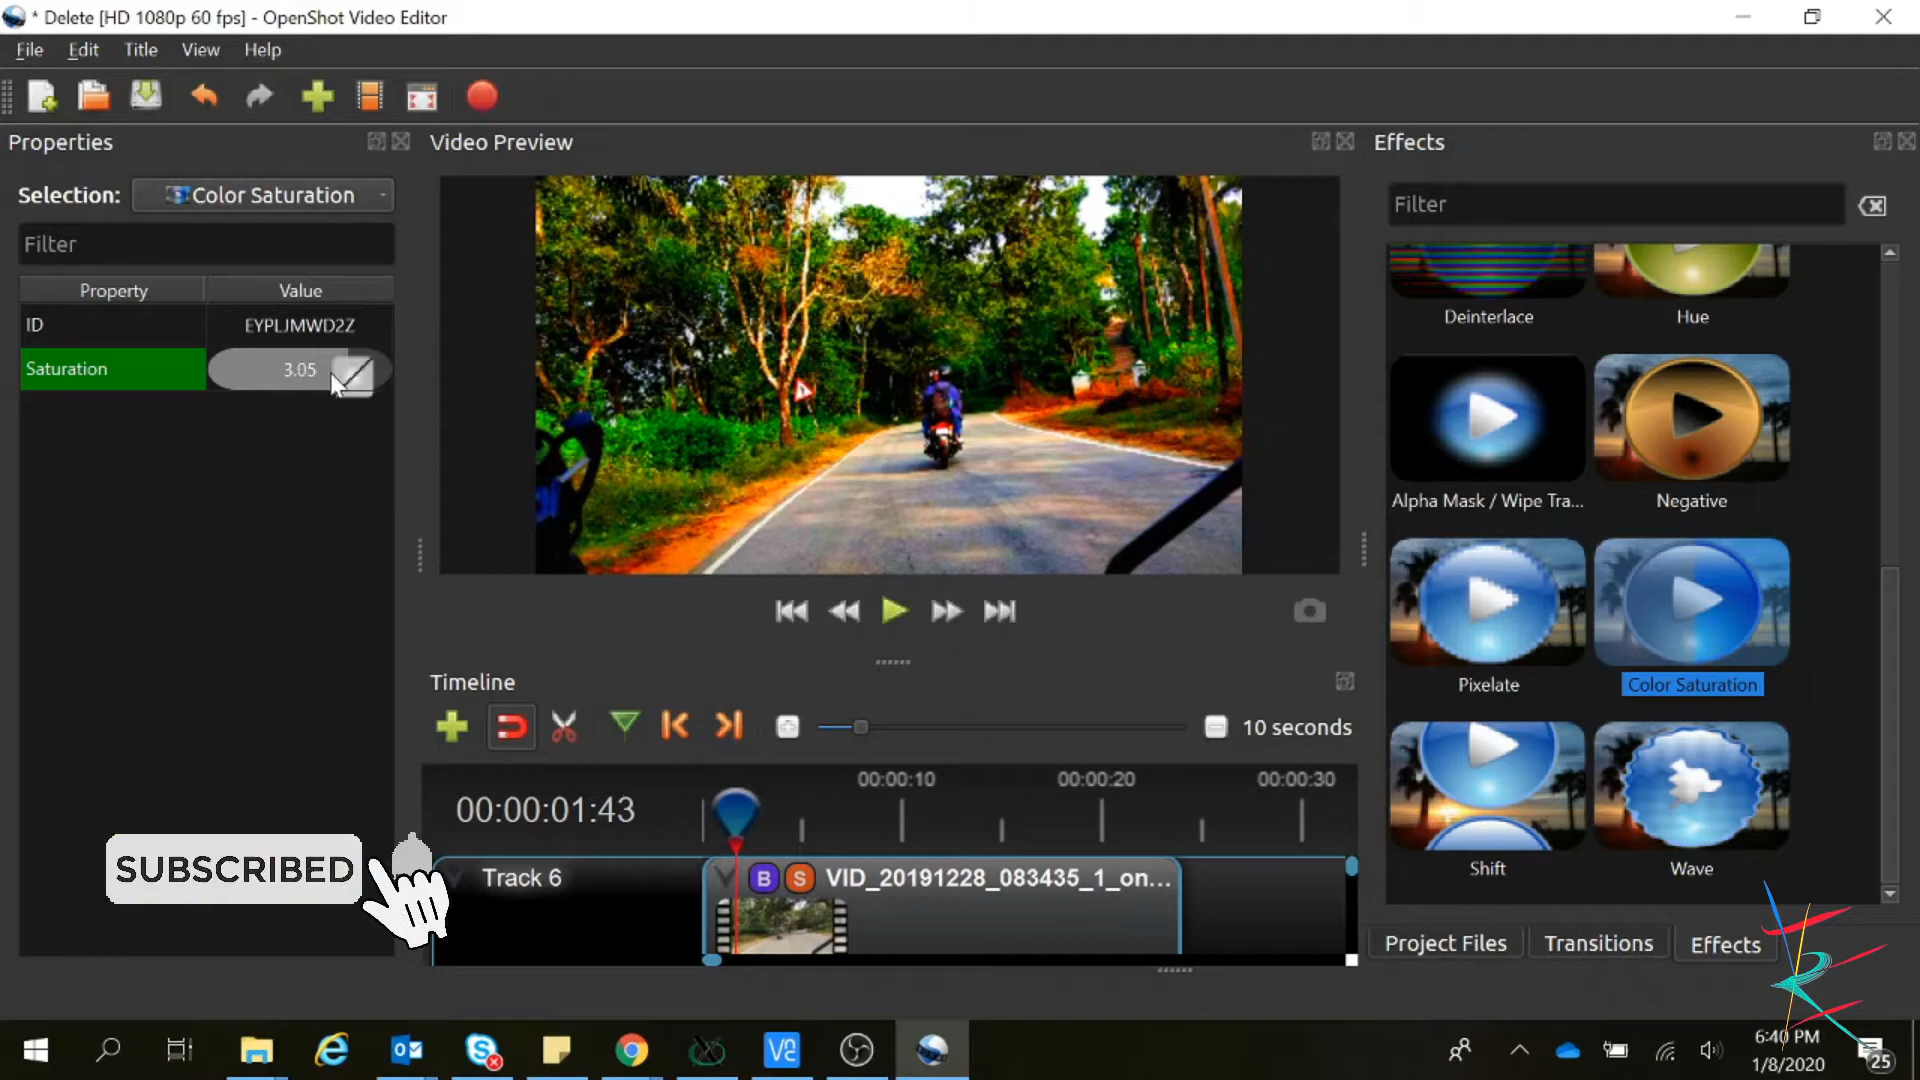 * Delete [HD 1080p 60 fps] - OpenShot Video Editor
File Edit Title View Help
Properties
Video Preview
Effects
Selection: Color Saturation
Filter
Filter
Property Value
ID EYPLJMWD2Z
Saturation 3.05
Deinterlace
Hue
Alpha Mask / Wipe Tra...
Negative
Pixelate
Color Saturation
Shift
Wave
Timeline
10 seconds
00:00:01:43
00:00:10
00:00:20
00:00:30
Track 6
B S VID_20191228_083435_1_on...
SUBSCRIBED
Project Files
Transitions
Effects
6:40 PM
1/8/2020
25